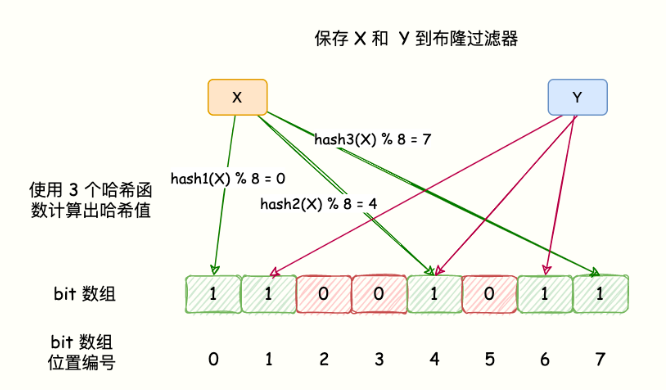 保存 X 和 Y 到布隆过滤器
X
Y
hash3(X) % 8 = 7
hash1(X) % 8 = 0
hash2(X) % 8 = 4
使用 3 个哈希函
数计算出哈希值
bit 数组
1 1 0 0 1 0 1 1
bit 数组
位置编号
0 1 2 3 4 5 6 7